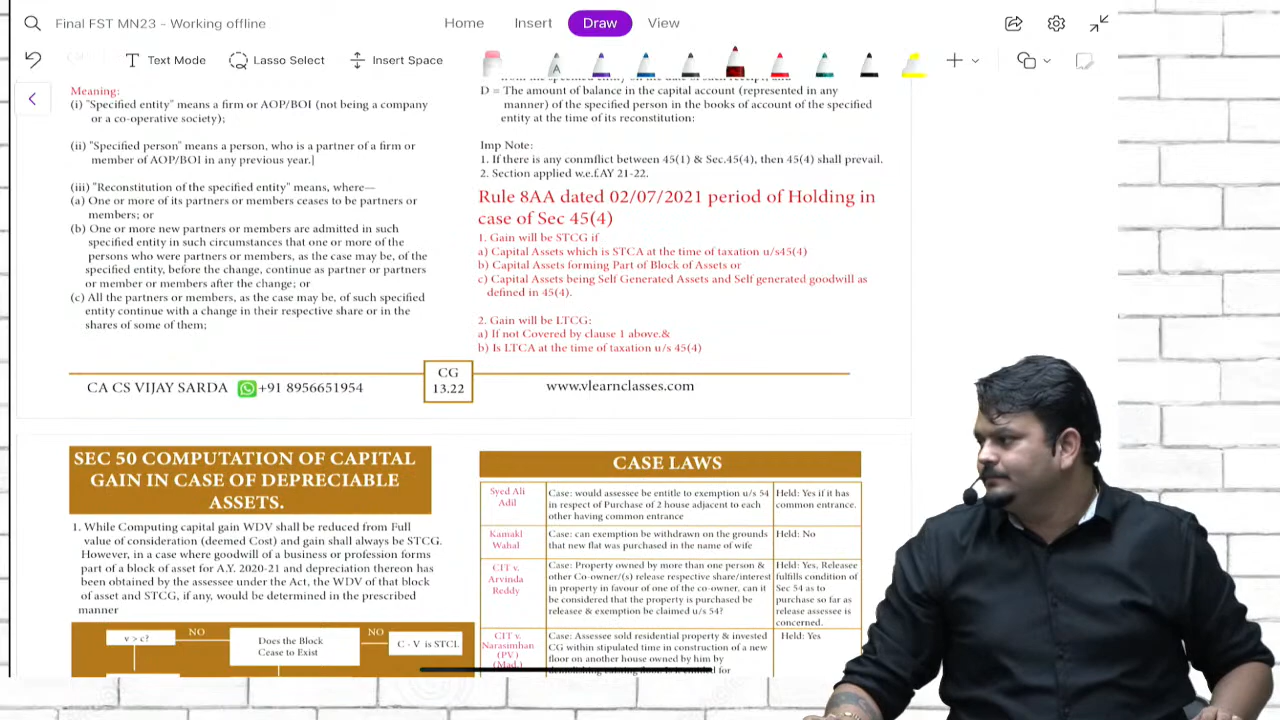 Final FST MN23 - Working offline
Home
Insert
Draw
View
Text Mode
Lasso Select
Insert Space
Meaning:
(i) "Specified entity" means a firm or AOP/BOI (not being a company
or a co-operative society);
(ii) "Specified person" means a person, who is a partner of a firm or
member of AOP/BOI in any previous year.
(iii) "Reconstitution of the specified entity" means, where—
(a) One or more of its partners or members ceases to be partners or
members; or
(b) One or more new partners or members are admitted in such
specified entity in such circumstances that one or more of the
persons who were partners or members, as the case may be, of the
specified entity, before the change, continue as partner or partners
or member or members after the change; or
(c) All the partners or members, as the case may be, of such specified
entity continue with a change in their respective share or in the
shares of some of them;
from the specified entity on the date of such receipt, and
D = The amount of balance in the capital account (represented in any
manner) of the specified person in the books of account of the specified
entity at the time of its reconstitution:
Imp Note:
1. If there is any conmflict between 45(1) & Sec.45(4), then 45(4) shall prevail.
2. Section applied w.e.f.AY 21-22.
Rule 8AA dated 02/07/2021 period of Holding in
case of Sec 45(4)
1. Gain will be STCG if
a) Capital Assets which is STCA at the time of taxation u/s45(4)
b) Capital Assets forming Part of Block of Assets or
c) Capital Assets being Self Generated Assets and Self generated goodwill as
defined in 45(4).
2. Gain will be LTCG:
a) If not Covered by clause 1 above.&
b) Is LTCA at the time of taxation u/s 45(4)
CA CS VIJAY SARDA +91 8956651954
CG
13.22
www.vlearnclasses.com
SEC 50 COMPUTATION OF CAPITAL
GAIN IN CASE OF DEPRECIABLE
ASSETS.
1. While Computing capital gain WDV shall be reduced from Full
value of consideration (deemed Cost) and gain shall always be STCG.
However, in a case where goodwill of a business or profession forms
part of a block of asset for A.Y. 2020-21 and depreciation thereon has
been obtained by the assessee under the Act, the WDV of that block
of asset and STCG, if any, would be determined in the prescribed
manner
v > c?
NO
Does the Block
Cease to Exist
NO
C - V is STCL
CASE LAWS
Syed Ali
Adil
Case: would assessee be entitle to exemption u/s 54
in respect of Purchase of 2 house adjacent to each
other having common entrance
Held: Yes if it has
common entrance.
Kamakl
Wahal
Case: can exemption be withdrawn on the grounds
that new flat was purchased in the name of wife
Held: No
CIT v.
Arvinda
Reddy
Case: Property owned by more than one person &
other Co-owner/(s) release respective share/interest
in property in favour of one of the co-owner, can it
be considered that the property is purchased by
releasee & exemption be claimed u/s 54?
Held: Yes, Releasee
fulfills condition of
Sec 54 as to
purchase so far as
release assessee is
concerned.
CIT v.
Narasimhan
(PV)
(Mad.)
Case: Assessee sold residential property & invested
CG within stipulated time in construction of a new
floor on another house owned by him by
Held: Yes